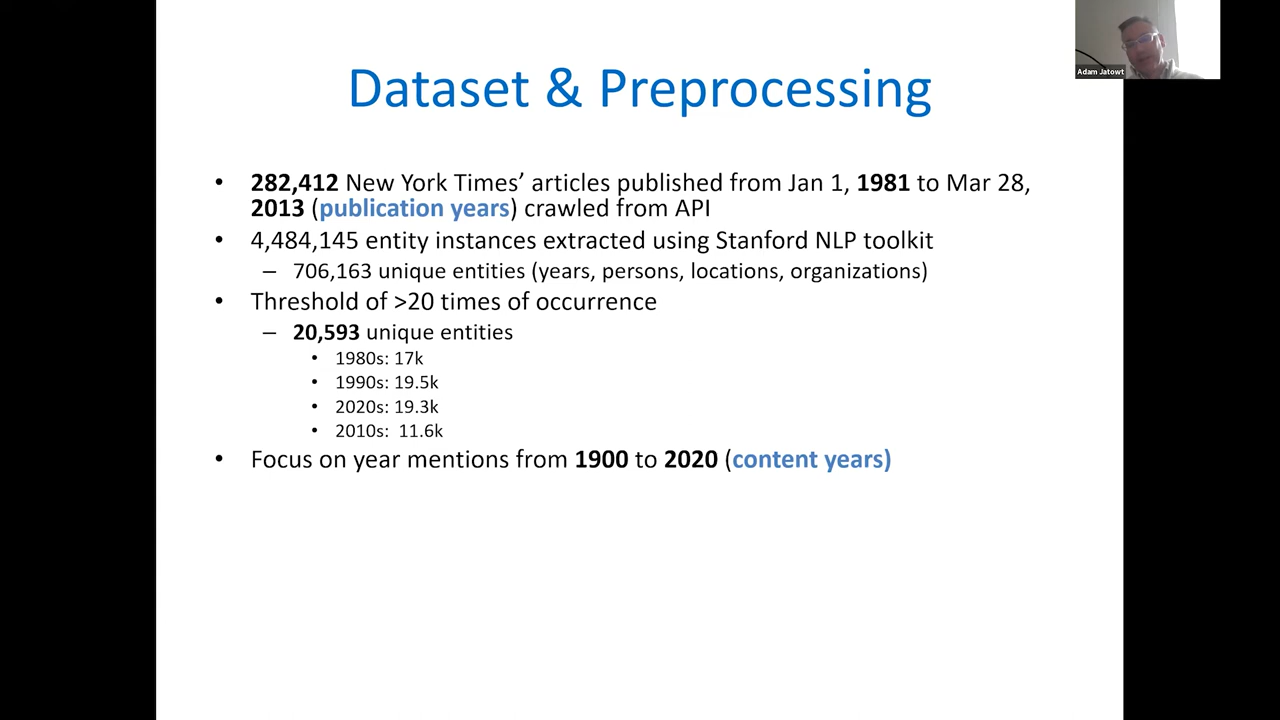 Adam Jatowt
Dataset & Preprocessing
• 282,412 New York Times’ articles published from Jan 1, 1981 to Mar 28,
2013 (publication years) crawled from API
• 4,484,145 entity instances extracted using Stanford NLP toolkit
– 706,163 unique entities (years, persons, locations, organizations)
• Threshold of >20 times of occurrence
– 20,593 unique entities
• 1980s: 17k
• 1990s: 19.5k
• 2020s: 19.3k
• 2010s:  11.6k
• Focus on year mentions from 1900 to 2020 (content years)